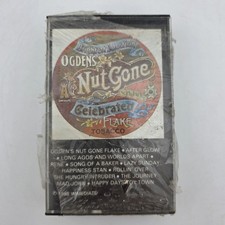 OGDENS'
Nut Gone
Celebrated
FLAKE
TOBACCO
OGDEN'S NUT GONE FLAKE • AFTERGLOW
• LONG AGOS AND WORLDS APART
RENE • SONG OF A BAKER • LAZY SUNDAY
HAPPINESS STAN • ROLLIN' OVER
THE HUNGRY INTRUDER • THE JOURNEY
MAD JOHN • HAPPY DAYS TOY TOWN